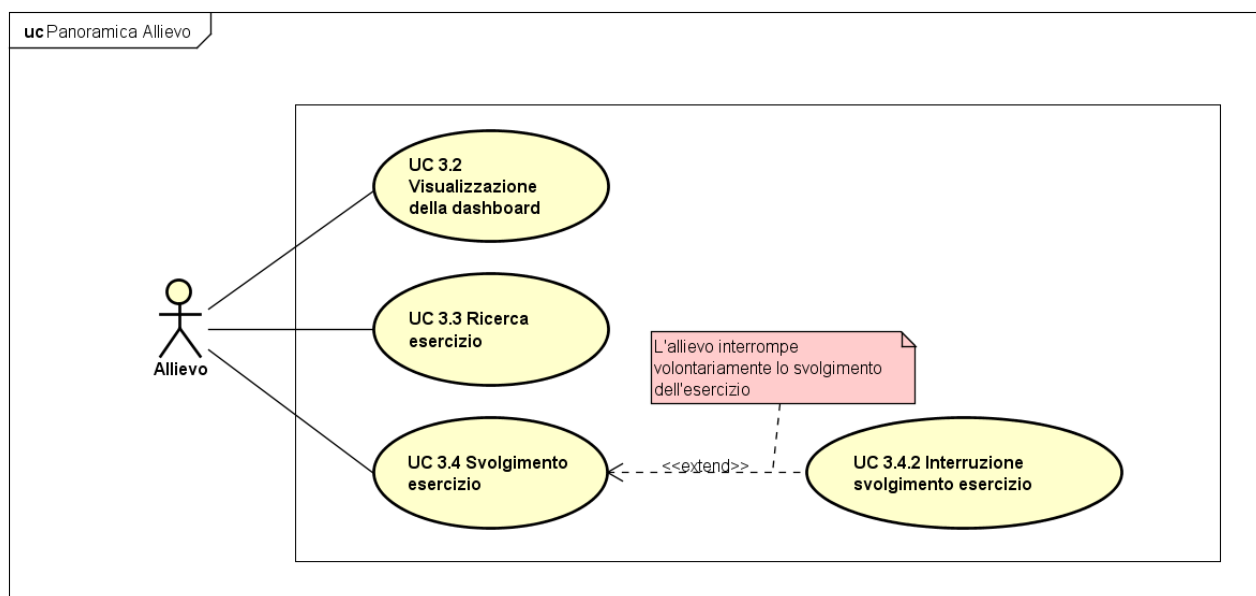 uc Panoramica Allievo
UC 3.2
Visualizzazione
della dashboard
UC 3.3 Ricerca
esercizio
L'allievo interrompe
volontariamente lo svolgimento
dell'esercizio
Allievo
UC 3.4 Svolgimento
esercizio
<<extend>>
UC 3.4.2 Interruzione
svolgimento esercizio